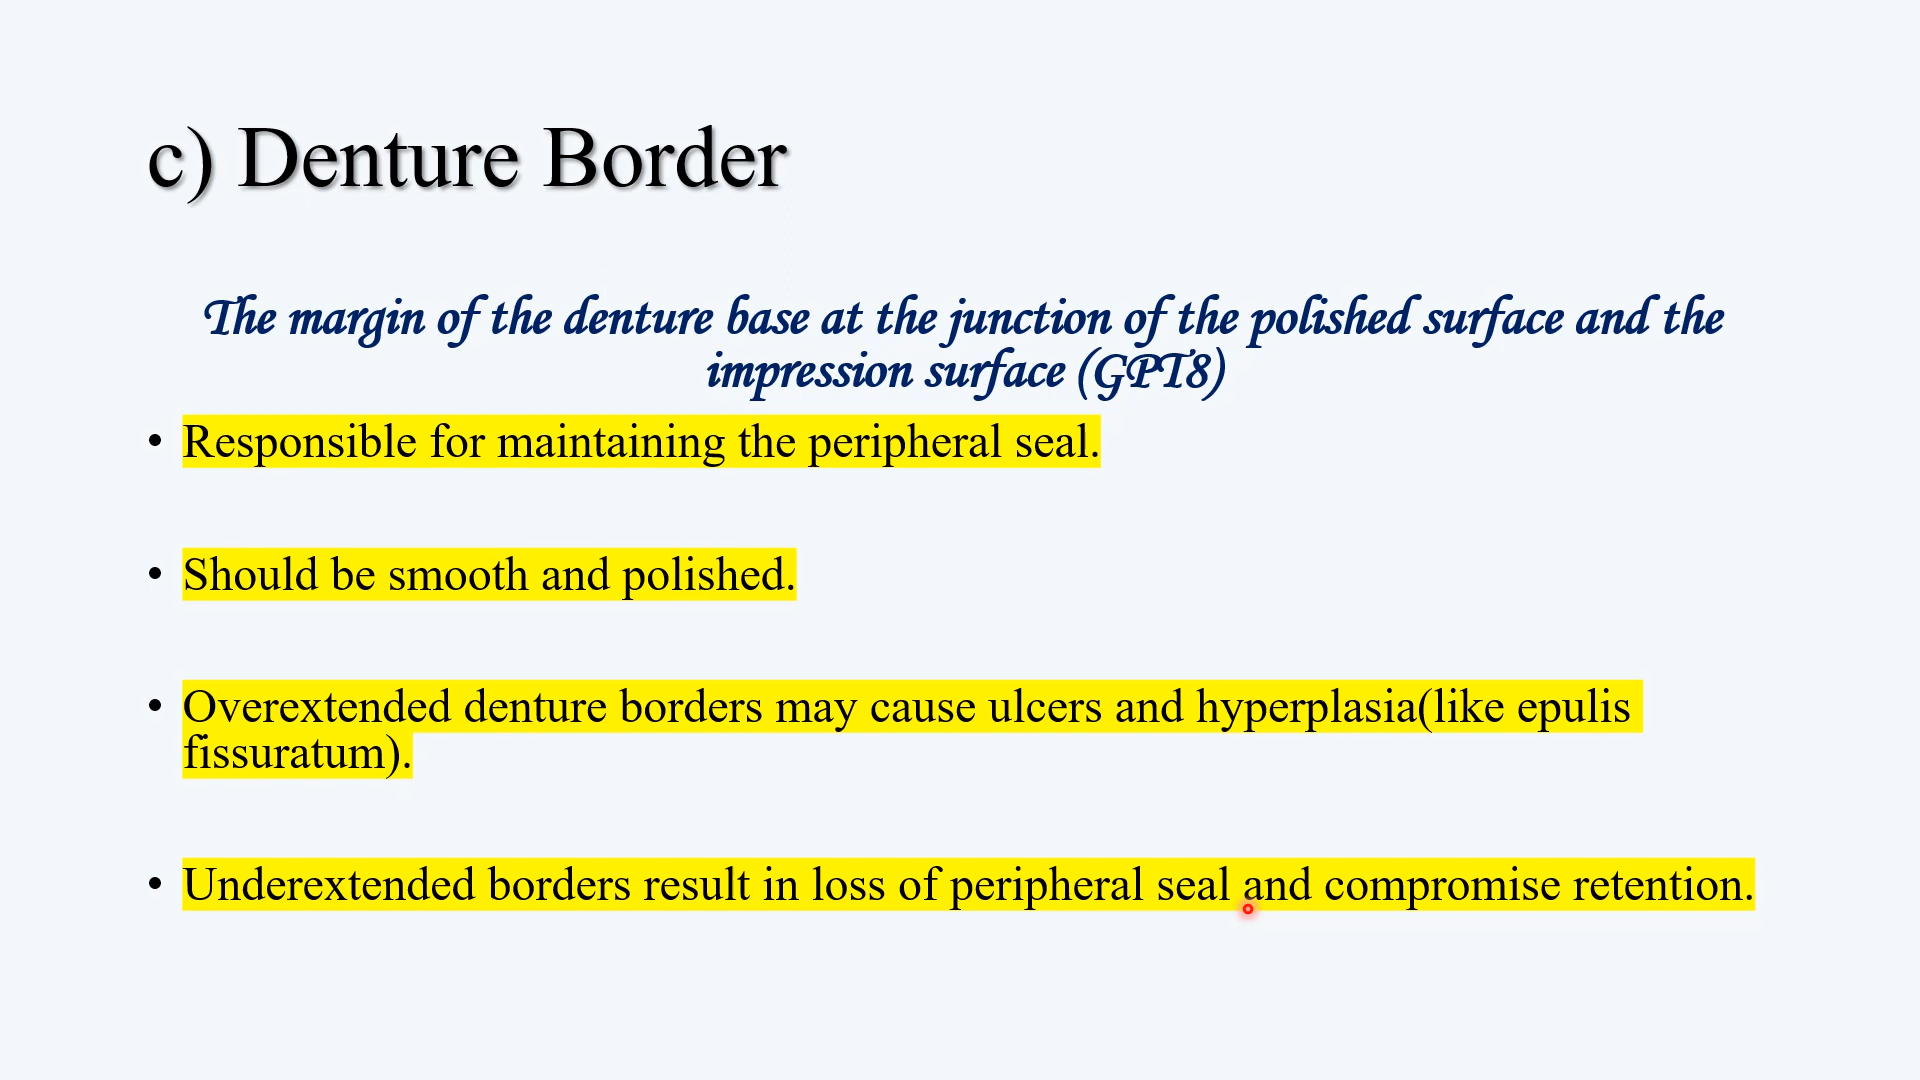 c) Denture Border
The margin of the denture base at the junction of the polished surface and the
impression surface (GPT8)
• Responsible for maintaining the peripheral seal.
• Should be smooth and polished.
• Overextended denture borders may cause ulcers and hyperplasia(like epulis
fissuratum).
• Underextended borders result in loss of peripheral seal and compromise retention.